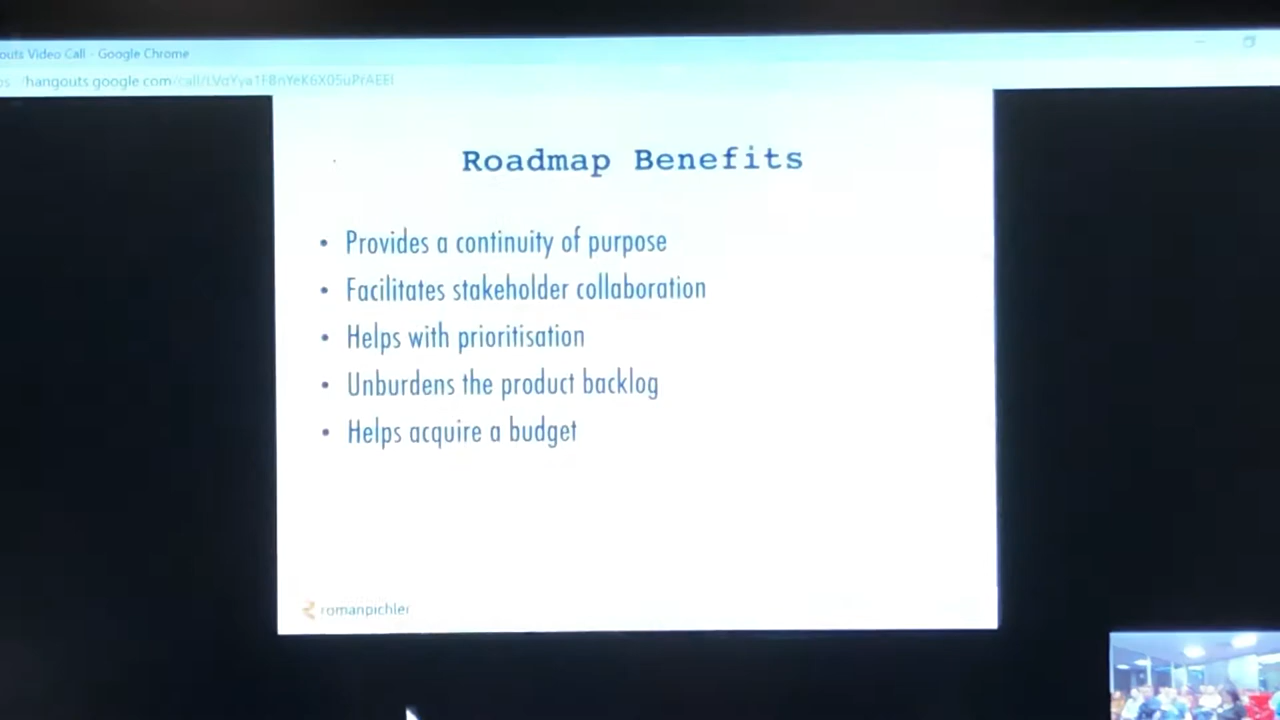 outs Video Call - Google Chrome
hangouts.google.com
Roadmap Benefits
• Provides a continuity of purpose
• Facilitates stakeholder collaboration
• Helps with prioritisation
• Unburdens the product backlog
• Helps acquire a budget
romanpichler